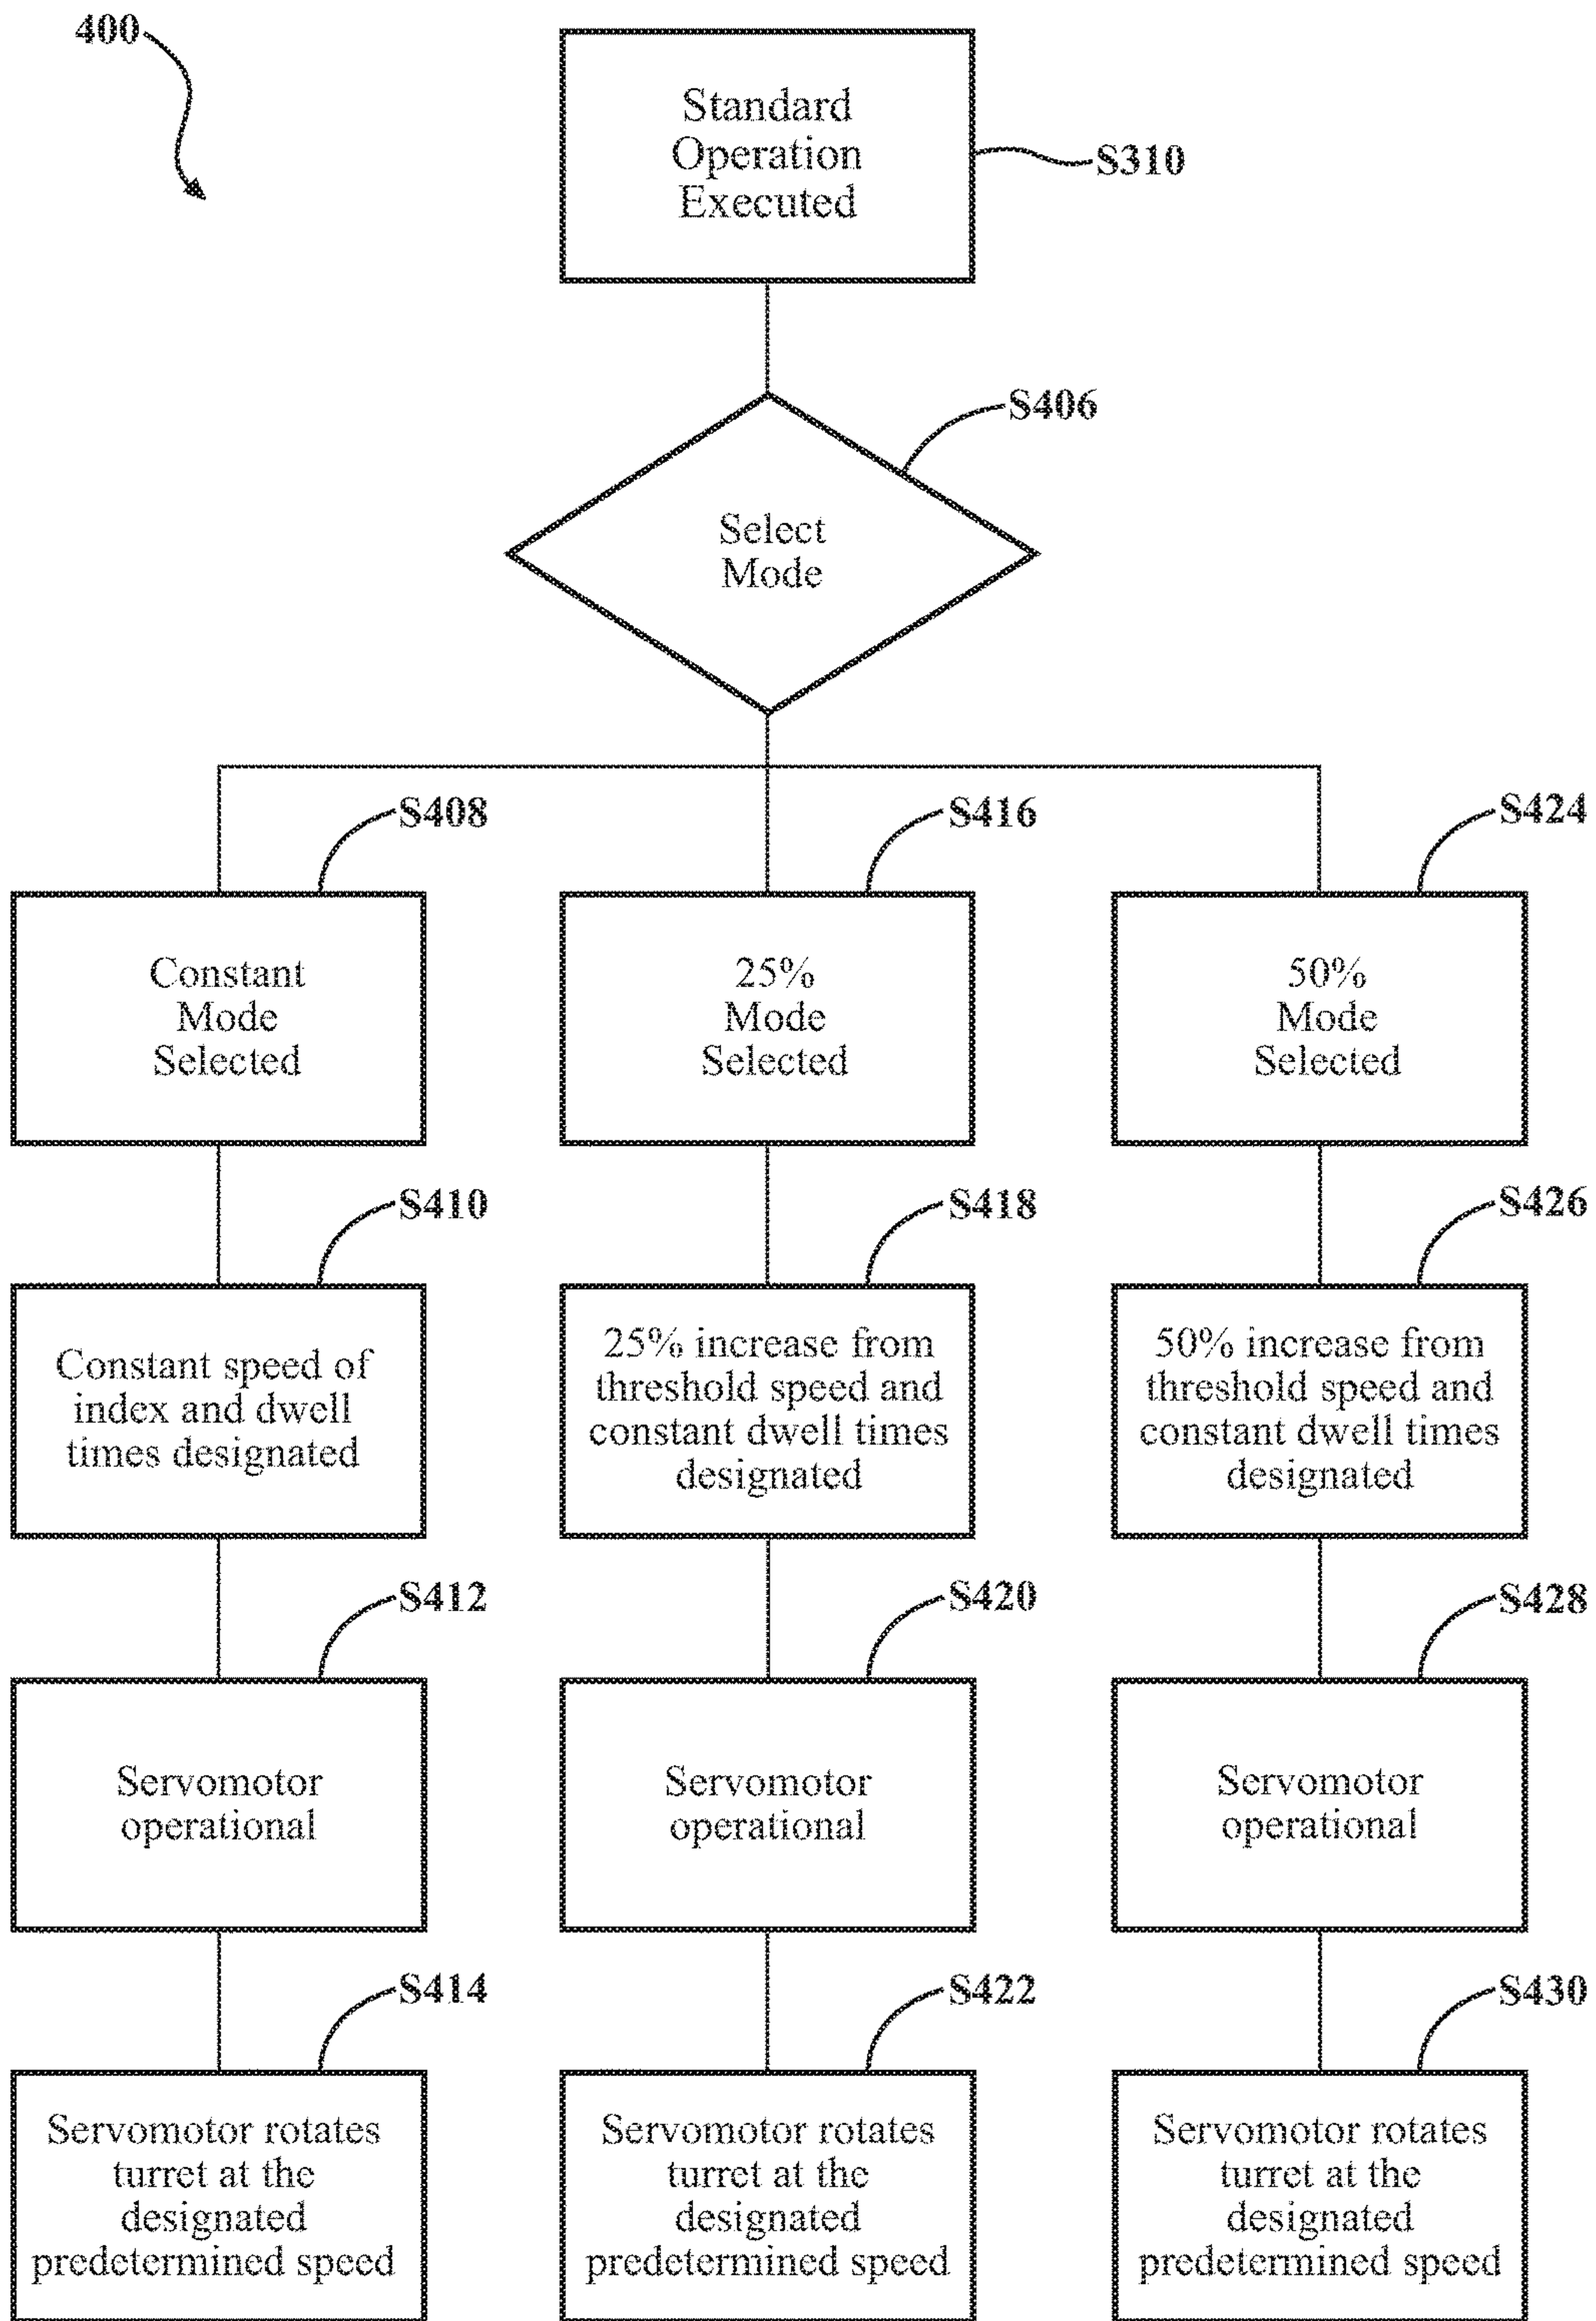 400
Standard
Operation
Executed
S310
S406
Select
Mode
S408
S416
S424
Constant
Mode
Selected
25%
Mode
Selected
50%
Mode
Selected
S410
S418
S426
Constant speed of
index and dwell
times designated
25% increase from
threshold speed and
constant dwell times
designated
50% increase from
threshold speed and
constant dwell times
designated
S412
S420
S428
Servomotor
operational
Servomotor
operational
Servomotor
operational
S414
S422
S430
Servomotor rotates
turret at the
designated
predetermined speed
Servomotor rotates
turret at the
designated
predetermined speed
Servomotor rotates
turret at the
designated
predetermined speed